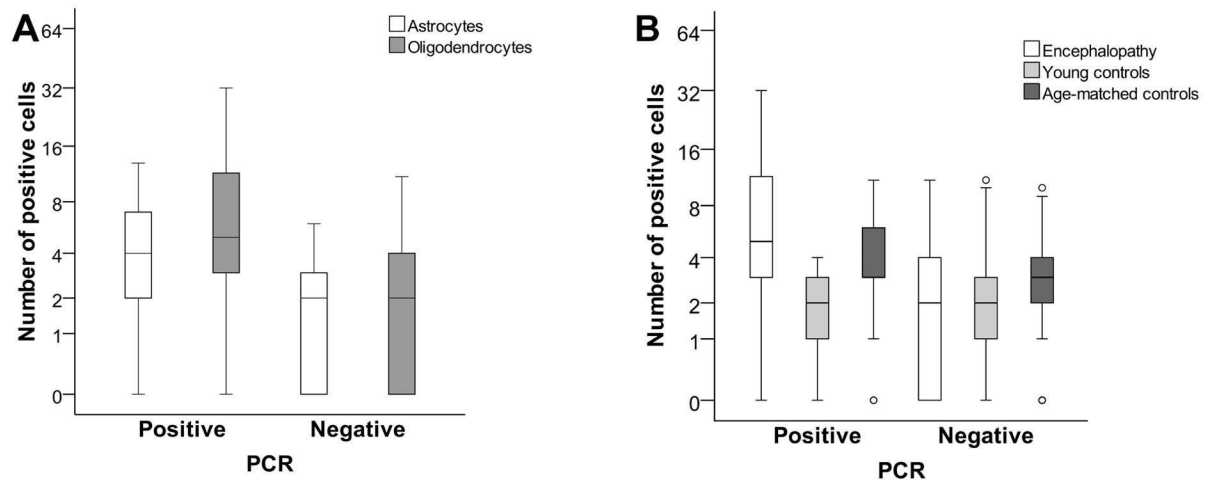 A
Astrocytes
Oligodendrocytes
Number of positive cells
64
32
16
8
4
2
1
0
Positive Negative
PCR
B
Encephalopathy
Young controls
Age-matched controls
Number of positive cells
64
32
16
8
4
2
1
0
Positive Negative
PCR